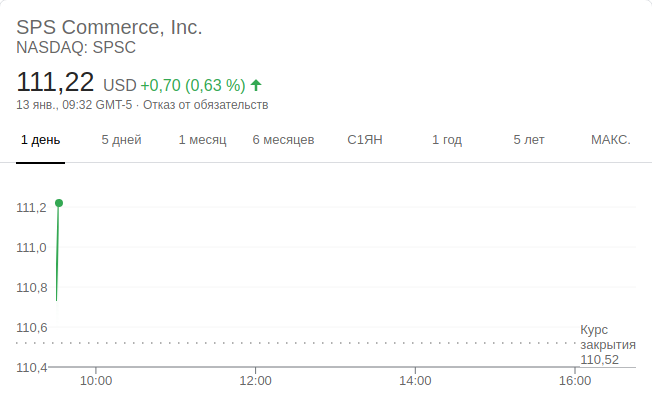 SPS Commerce, Inc.
NASDAQ: SPSC
111,22 USD +0,70 (0,63 %)
13 янв., 09:32 GMT-5 · Отказ от обязательств
1 день 5 дней 1 месяц 6 месяцев С1ЯН 1 год 5 лет МАКС.
111,2
111,0
110,8
110,6
110,4
Курс
закрытия
110,52
10:00 12:00 14:00 16:00